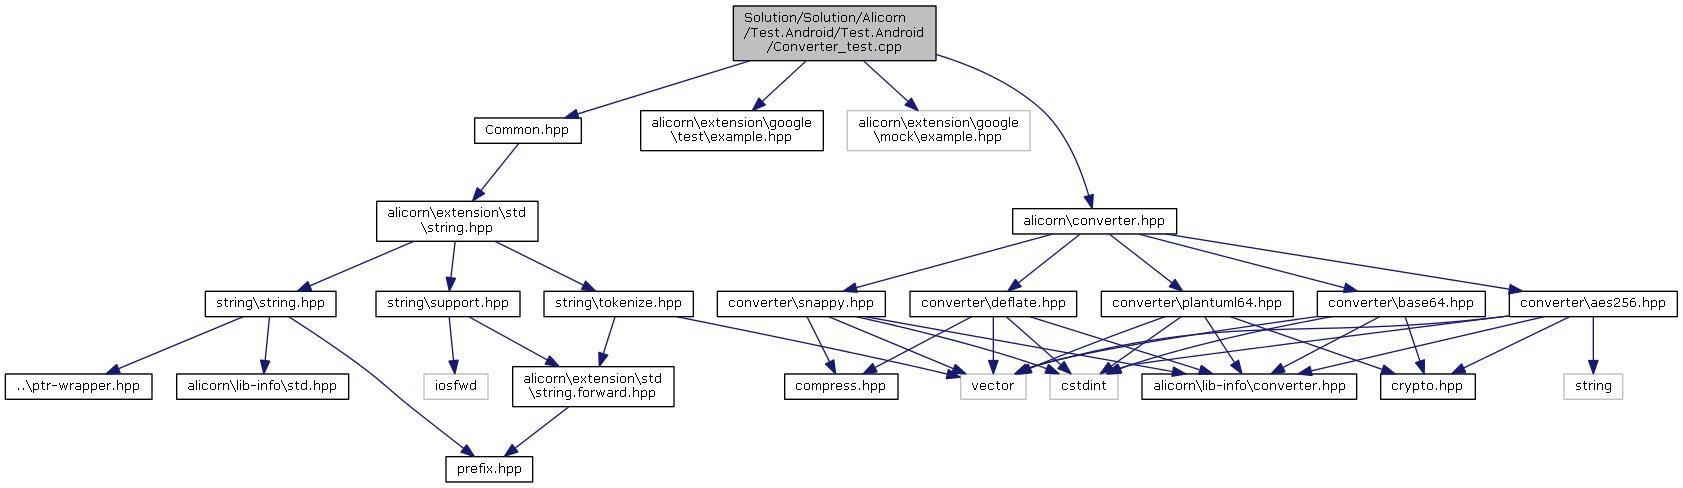 Solution/Solution/Alicorn
/Test.Android/Test.Android
/Converter_test.cpp
Common.hpp
alicorn\extension\google
\test\example.hpp
alicorn\extension\google
\mock\example.hpp
alicorn\extension\std
\string.hpp
alicorn\converter.hpp
string\string.hpp
string\support.hpp
string\tokenize.hpp
converter\snappy.hpp
converter\deflate.hpp
converter\plantuml64.hpp
converter\base64.hpp
converter\aes256.hpp
..\ptr-wrapper.hpp
alicorn\lib-info\std.hpp
iosfwd
alicorn\extension\std
\string.forward.hpp
compress.hpp
vector
cstdint
alicorn\lib-info\converter.hpp
crypto.hpp
string
prefix.hpp